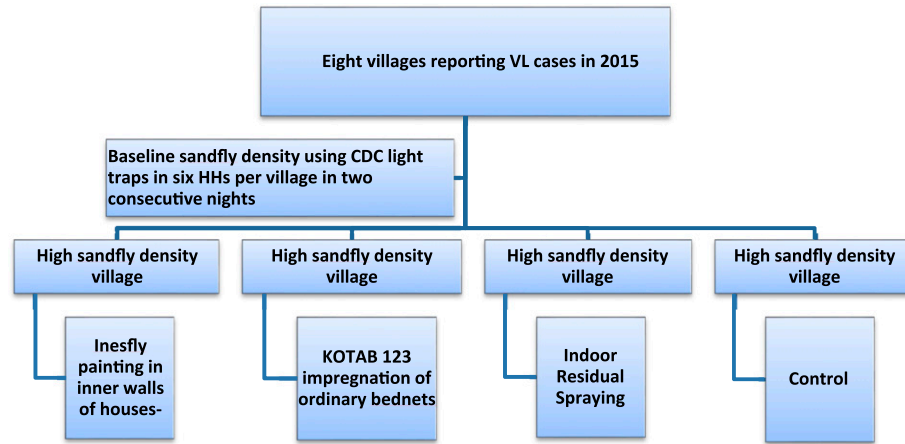 Eight villages reporting VL cases in 2015
Baseline sandfly density using CDC light
traps in six HHs per village in two
consecutive nights
High sandfly density
village
High sandfly density
village
High sandfly density
village
High sandfly density
village
Inesfly
painting in
inner walls
of houses-
KOTAB 123
impregnation of
ordinary bednets
Indoor
Residual
Spraying
Control